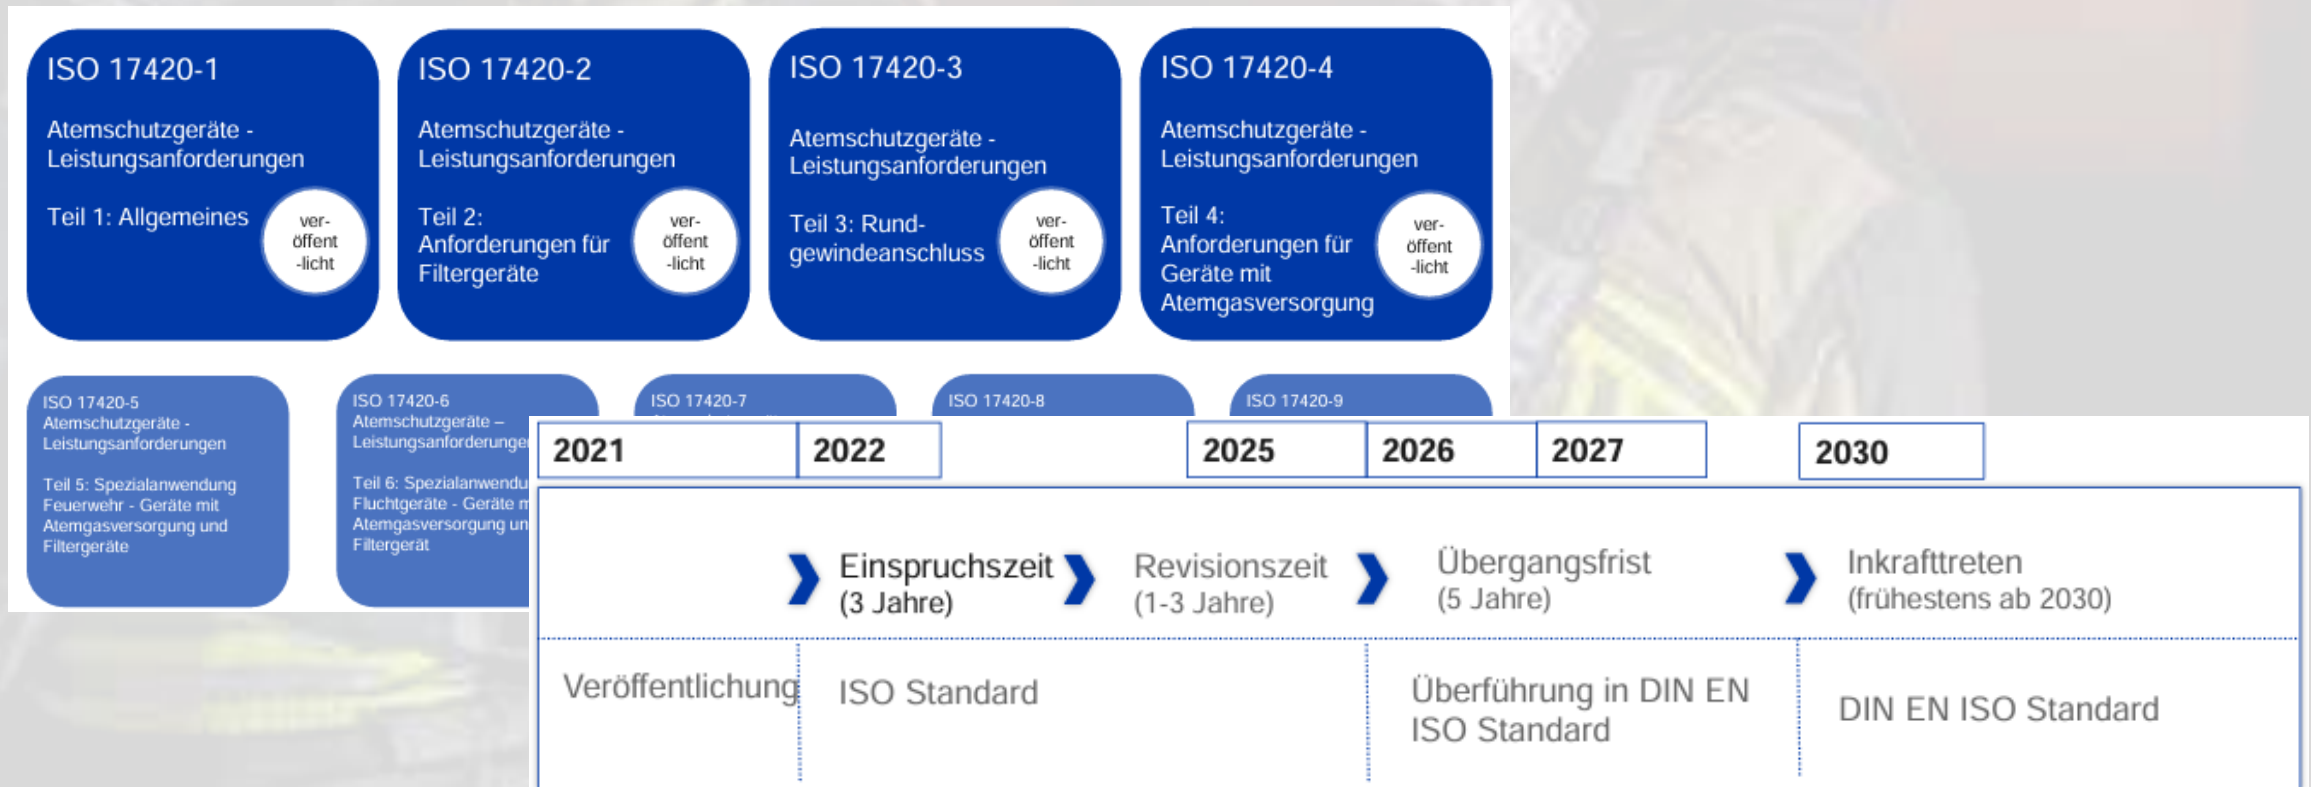 ISO 17420-1
Atemschutzgeräte -
Leistungsanforderungen
Teil 1: Allgemeines
ver-
öffent
-licht
ISO 17420-2
Atemschutzgeräte -
Leistungsanforderungen
Teil 2:
Anforderungen für
Filtergeräte
ver-
öffent
-licht
ISO 17420-3
Atemschutzgeräte -
Leistungsanforderungen
Teil 3: Rund-
gewindeanschluss
ver-
öffent
-licht
ISO 17420-4
Atemschutzgeräte -
Leistungsanforderungen
Teil 4:
Anforderungen für
Geräte mit
Atemgasversorgung
ver-
öffent
-licht
ISO 17420-5
Atemschutzgeräte -
Leistungsanforderungen
Teil 5: Spezialanwendung
Feuerwehr - Geräte mit
Atemgasversorgung und
Filtergeräte
ISO 17420-6
Atemschutzgeräte –
Leistungsanforderunge
Teil 6: Spezialanwendu
Fluchtgeräte - Geräte
Atemgasversorgung un
Filtergerät
ISO 17420-7
ISO 17420-8
ISO 17420-9
2021
2022
2025
2026
2027
2030
Einspruchszeit
(3 Jahre)
Revisionszeit
(1-3 Jahre)
Übergangsfrist
(5 Jahre)
Inkrafttreten
(frühestens ab 2030)
Veröffentlichung
ISO Standard
Überführung in DIN EN
ISO Standard
DIN EN ISO Standard